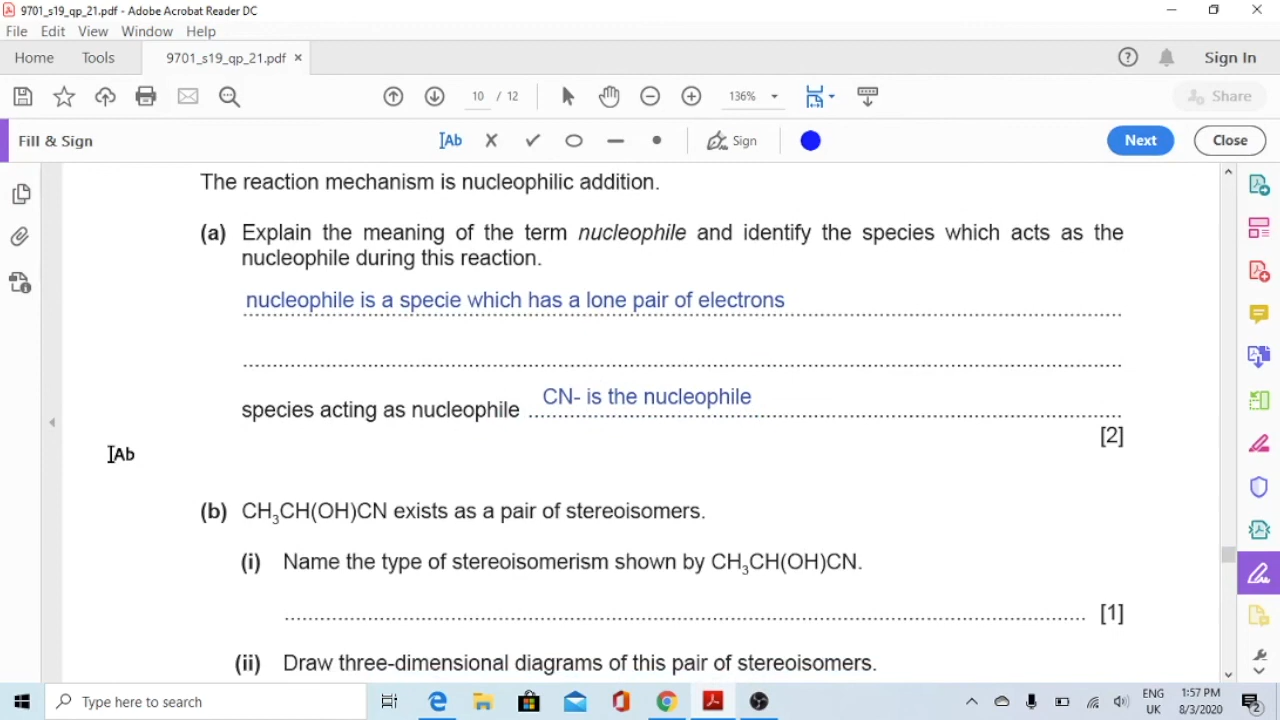 9701_s19_qp_21.pdf - Adobe Acrobat Reader DC
File Edit View Window Help
Home Tools 9701_s19_qp_21.pdf × Sign In
10 / 12 136% Share
Fill & Sign Ab Sign Next Close
The reaction mechanism is nucleophilic addition.
(a) Explain the meaning of the term nucleophile and identify the species which acts as the
nucleophile during this reaction.
nucleophile is a specie which has a lone pair of electrons
CN- is the nucleophile
species acting as nucleophile
[2]
Ab
(b) CH₃CH(OH)CN exists as a pair of stereoisomers.
(i) Name the type of stereoisomerism shown by CH₃CH(OH)CN.
[1]
(ii) Draw three-dimensional diagrams of this pair of stereoisomers.
Type here to search
ENG 1:57 PM
UK 8/3/2020 2